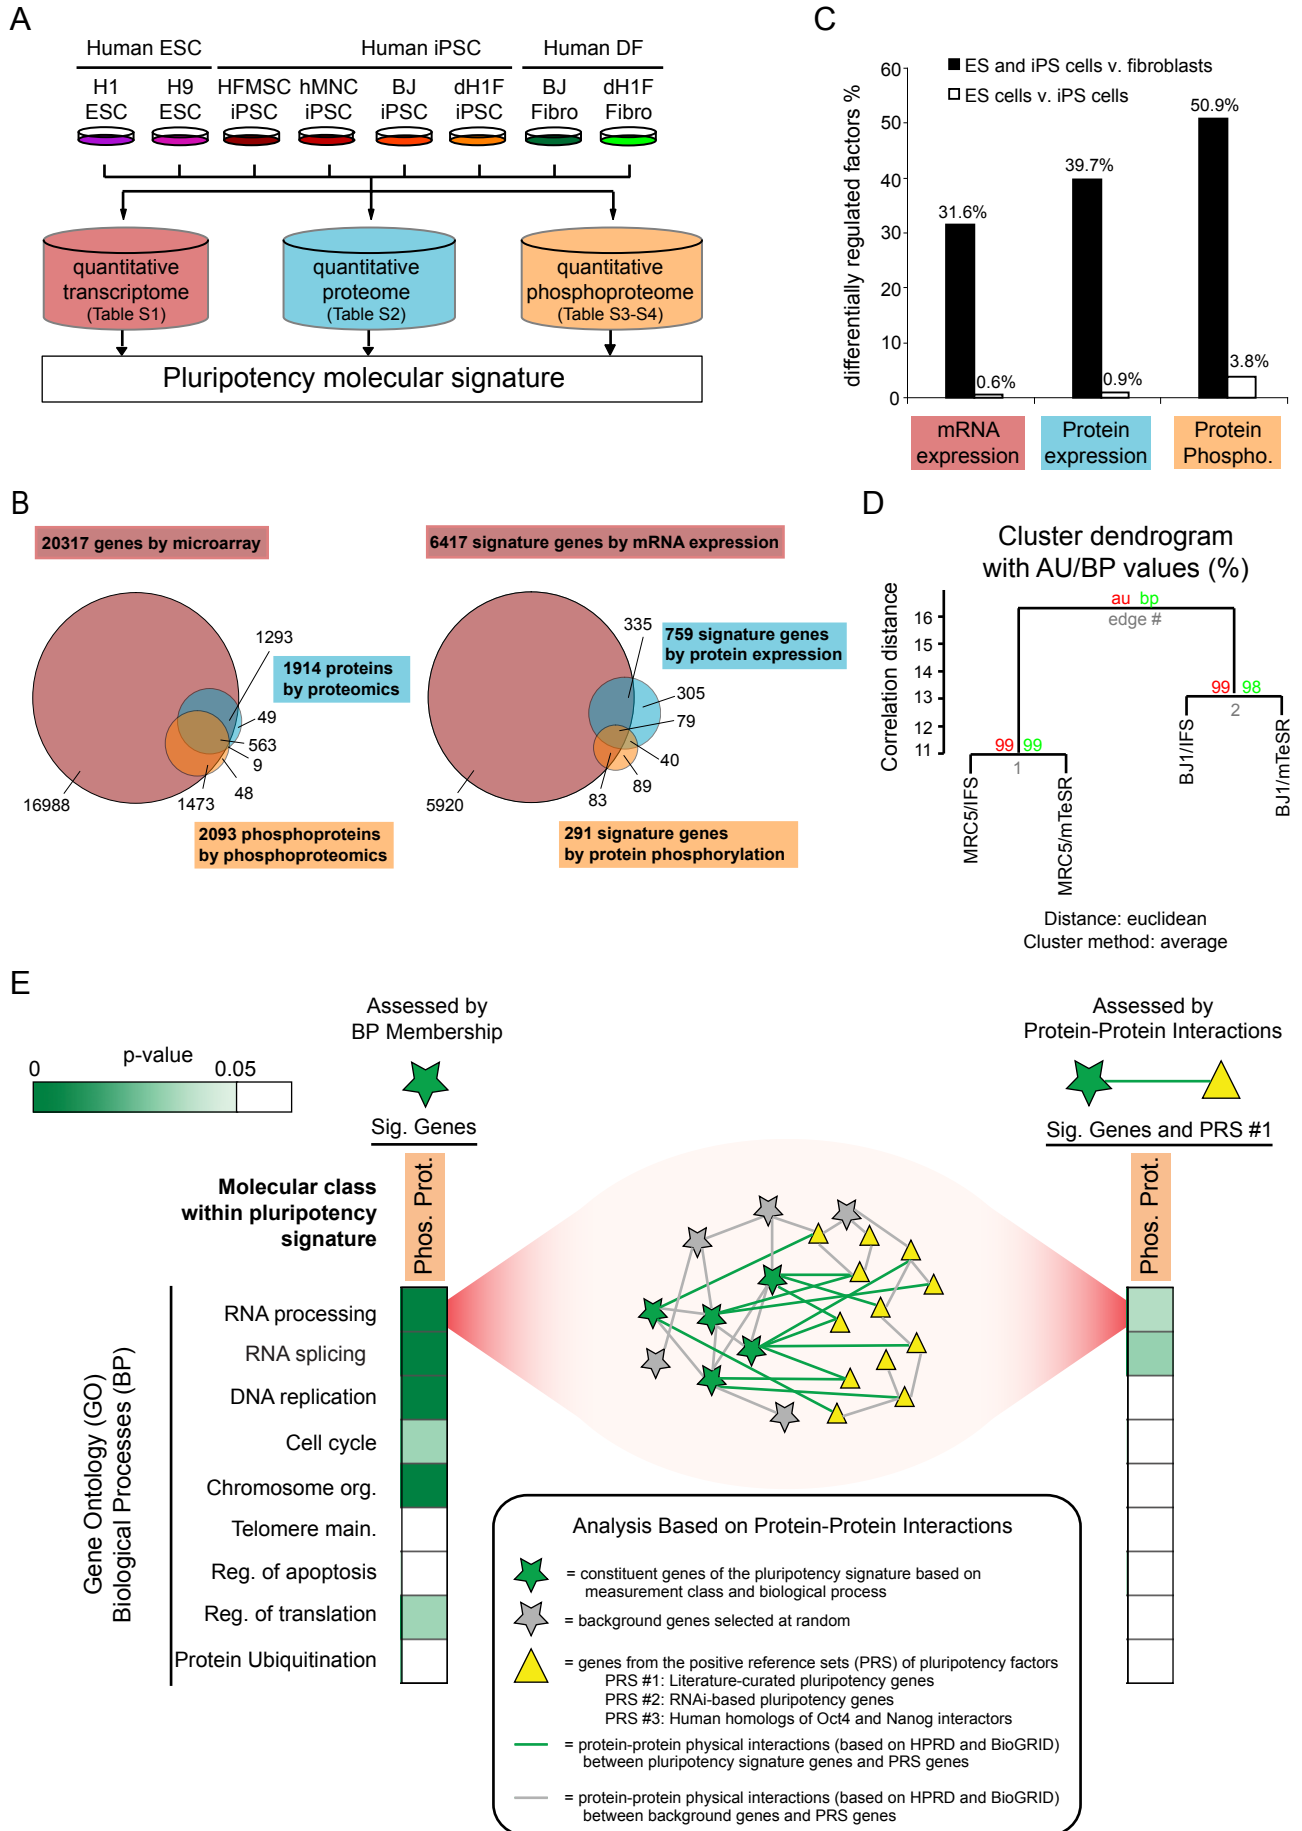 A
Human ESC
Human iPSC
Human DF
H1
ESC
H9
ESC
HFMSC
iPSC
hMNC
iPSC
BJ
iPSC
dH1F
iPSC
BJ
Fibro
dH1F
Fibro
quantitative
transcriptome
(Table S1)
quantitative
proteome
(Table S2)
quantitative
phosphoproteome
(Table S3-S4)
Pluripotency molecular signature
C
differentially regulated factors %
60
50
40
30
20
10
0
ES and iPS cells v. fibroblasts
ES cells v. iPS cells
31.6%
0.6%
39.7%
0.9%
50.9%
3.8%
mRNA
expression
Protein
expression
Protein
Phospho.
B
20317 genes by microarray
1293
1914 proteins
by proteomics
49
563
9
48
1473
16988
2093 phosphoproteins
by phosphoproteomics
6417 signature genes by mRNA expression
335
759 signature genes
by protein expression
305
79
40
89
83
5920
291 signature genes
by protein phosphorylation
D
Cluster dendrogram
with AU/BP values (%)
Correlation distance
16
15
14
13
12
11
au bp
edge #
99 98
2
99 99
1
MRC5/IFS
MRC5/mTeSR
BJ1/IFS
BJ1/mTeSR
Distance: euclidean
Cluster method: average
E
p-value
0
0.05
Assessed by
BP Membership
Sig. Genes
Assessed by
Protein-Protein Interactions
Sig. Genes and PRS #1
Molecular class
within pluripotency
signature
Phos. Prot.
Phos. Prot.
Gene Ontology (GO)
Biological Processes (BP)
RNA processing
RNA splicing
DNA replication
Cell cycle
Chromosome org.
Telomere main.
Reg. of apoptosis
Reg. of translation
Protein Ubiquitination
Analysis Based on Protein-Protein Interactions
= constituent genes of the pluripotency signature based on
measurement class and biological process
= background genes selected at random
= genes from the positive reference sets (PRS) of pluripotency factors
PRS #1: Literature-curated pluripotency genes
PRS #2: RNAi-based pluripotency genes
PRS #3: Human homologs of Oct4 and Nanog interactors
= protein-protein physical interactions (based on HPRD and BioGRID)
between pluripotency signature genes and PRS genes
= protein-protein physical interactions (based on HPRD and BioGRID)
between background genes and PRS genes